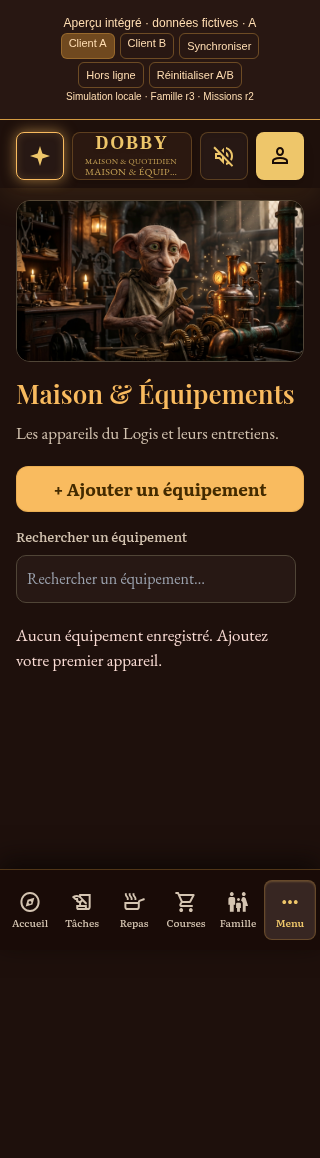 Aperçu intégré · données fictives · A
Client A
Client B
Synchroniser
Hors ligne
Réinitialiser A/B
Simulation locale · Famille r3 · Missions r2
DOBBY
MAISON & QUOTIDIEN
MAISON & ÉQUIP...
Maison & Équipements
Les appareils du Logis et leurs entretiens.
+ Ajouter un équipement
Rechercher un équipement
Rechercher un équipement...
Aucun équipement enregistré. Ajoutez
votre premier appareil.
Accueil
Tâches
Repas
Courses
Famille
Menu